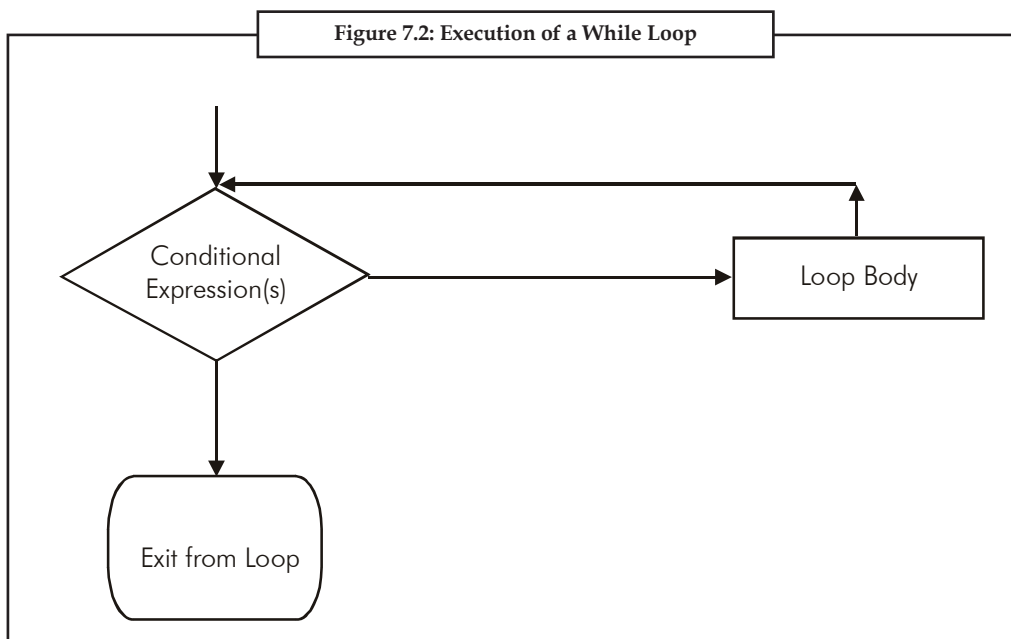 Figure 7.2: Execution of a While Loop
Conditional
Expression(s)
Loop Body
Exit from Loop